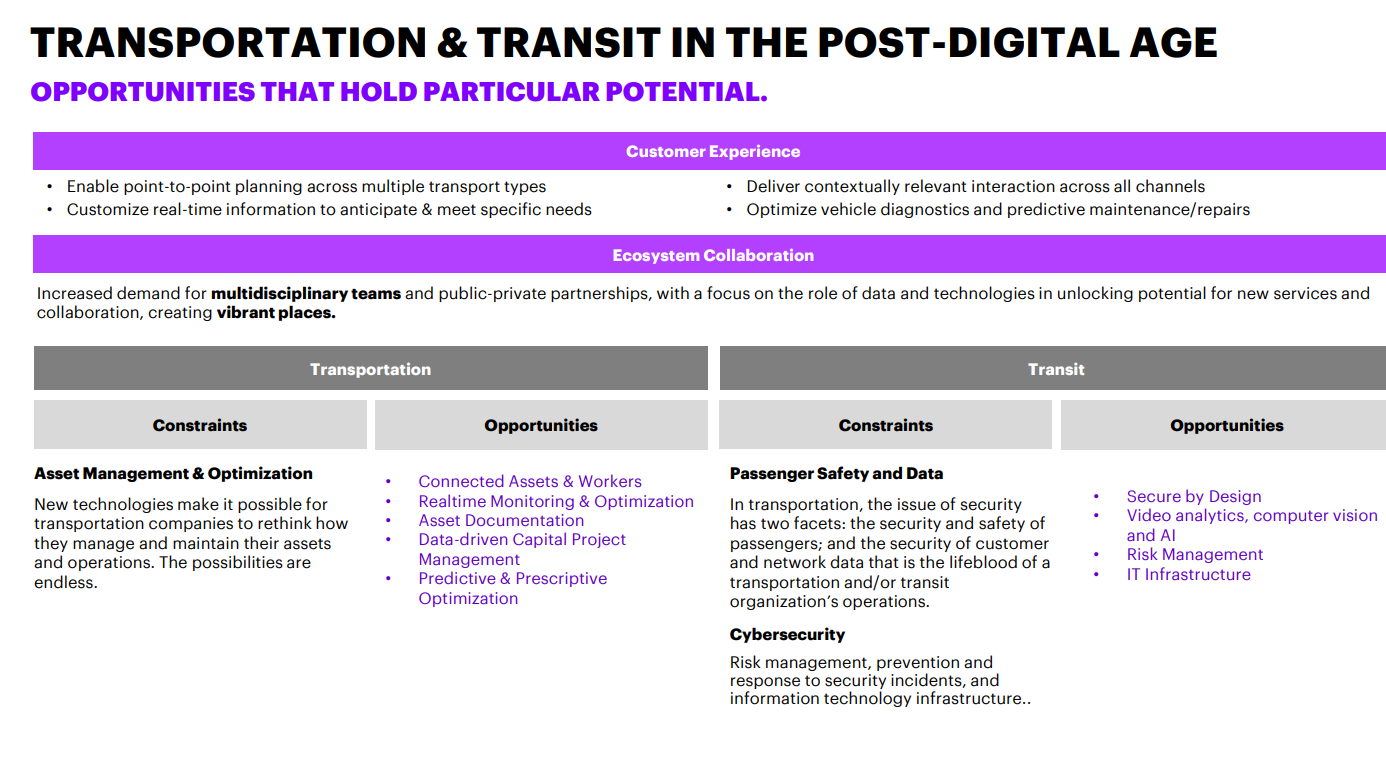 TRANSPORTATION & TRANSIT IN THE POST-DIGITAL AGE
OPPORTUNITIES THAT HOLD PARTICULAR POTENTIAL.
Customer Experience
• Enable point-to-point planning across multiple transport types
• Customize real-time information to anticipate & meet specific needs
• Deliver contextually relevant interaction across all channels
• Optimize vehicle diagnostics and predictive maintenance/repairs
Ecosystem Collaboration
Increased demand for multidisciplinary teams and public-private partnerships, with a focus on the role of data and technologies in unlocking potential for new services and
collaboration, creating vibrant places.
Transportation
Constraints
Asset Management & Optimization
New technologies make it possible for
transportation companies to rethink how
they manage and maintain their assets
and operations. The possibilities are
endless.
Opportunities
• Connected Assets & Workers
• Realtime Monitoring & Optimization
• Asset Documentation
• Data-driven Capital Project
Management
• Predictive & Prescriptive
Optimization
Transit
Constraints
Passenger Safety and Data
In transportation, the issue of security
has two facets: the security and safety of
passengers; and the security of customer
and network data that is the lifeblood of a
transportation and/or transit
organization's operations.
Cybersecurity
Risk management, prevention and
response to security incidents, and
information technology infrastructure..
Opportunities
• Secure by Design
• Video analytics, computer vision
and AI
• Risk Management
• IT Infrastructure